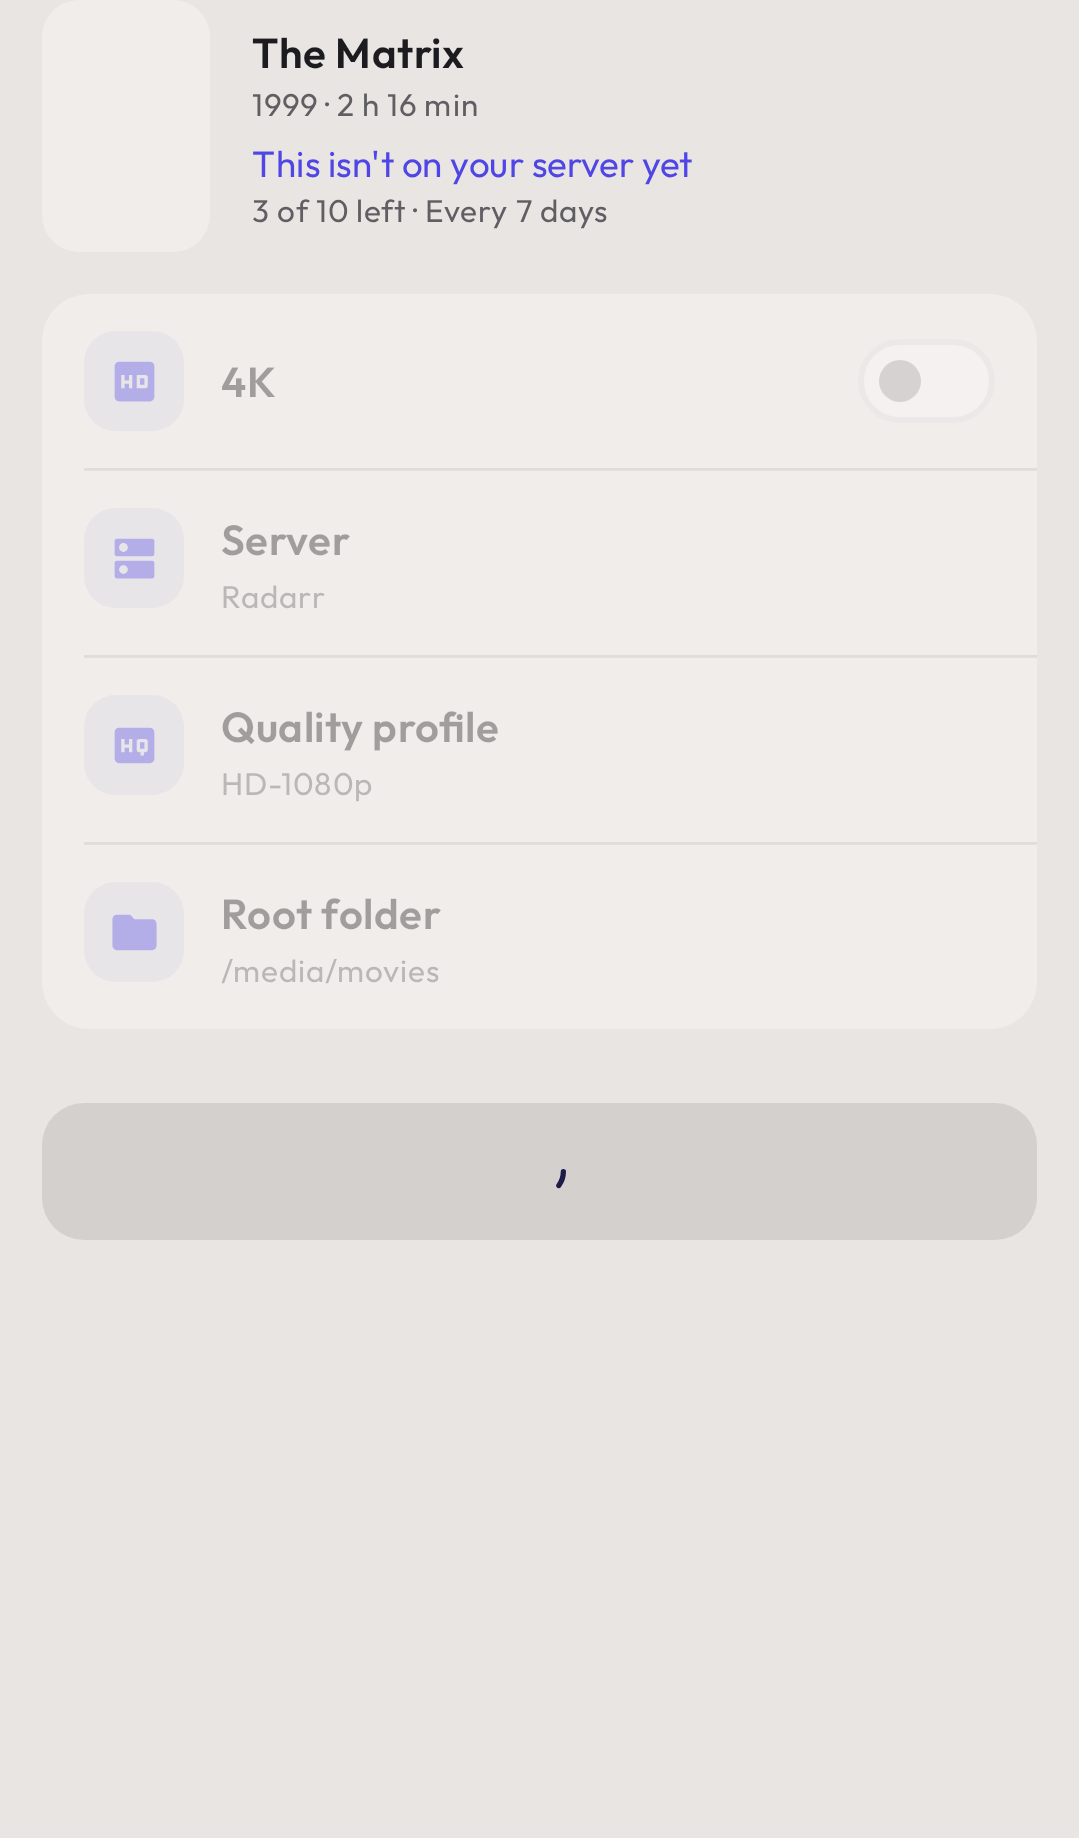 The Matrix
1999 · 2 h 16 min
This isn't on your server yet
3 of 10 left · Every 7 days
HD
4K
Server
Radarr
HQ
Quality profile
HD-1080p
Root folder
/media/movies